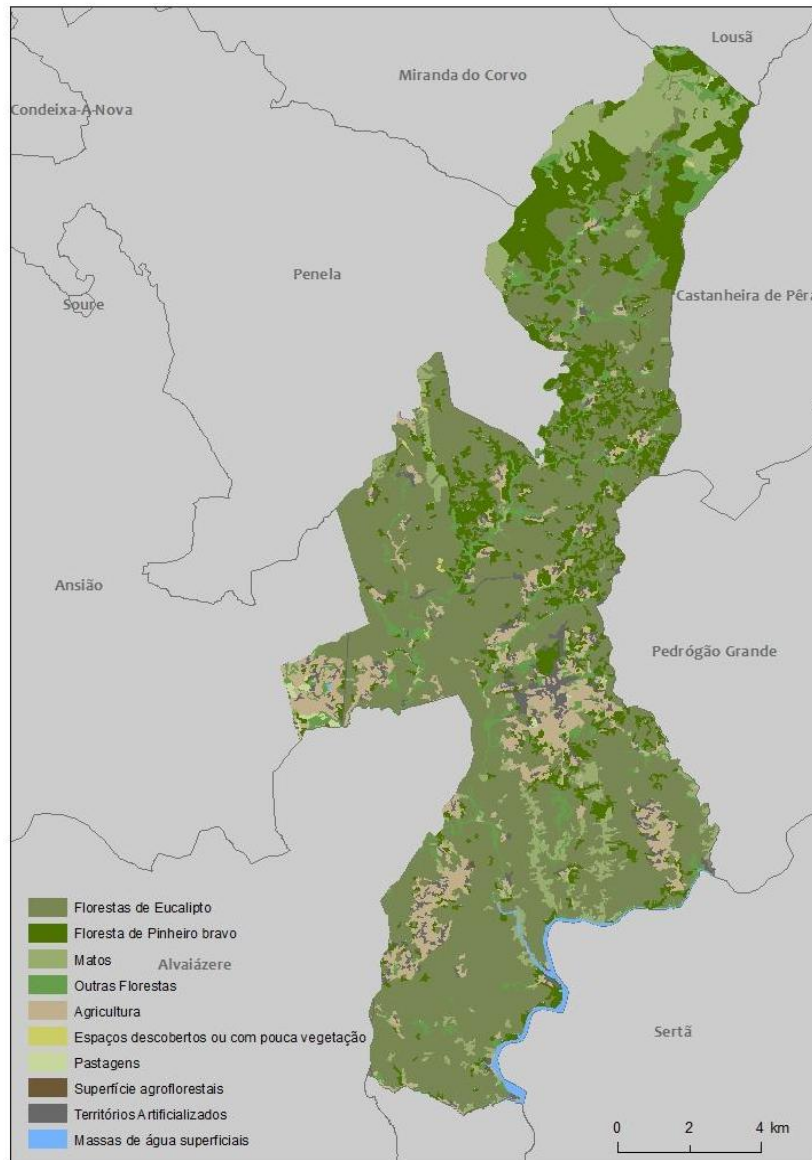 Lousã
Miranda do Corvo
Condeixa-A-Nova
Penela
Soure
Castanheira de Pêra
Ansião
Pedrógão Grande
Florestas de Eucalipto
Floresta de Pinheiro bravo
Matos
Alvaiázere
Outras Florestas
Agricultura
Espaços descobertos ou com pouca vegetação
Sertã
Pastagens
Superfície agroflorestais
Territórios Artificializados
Massas de água superficiais
0 2 4 km